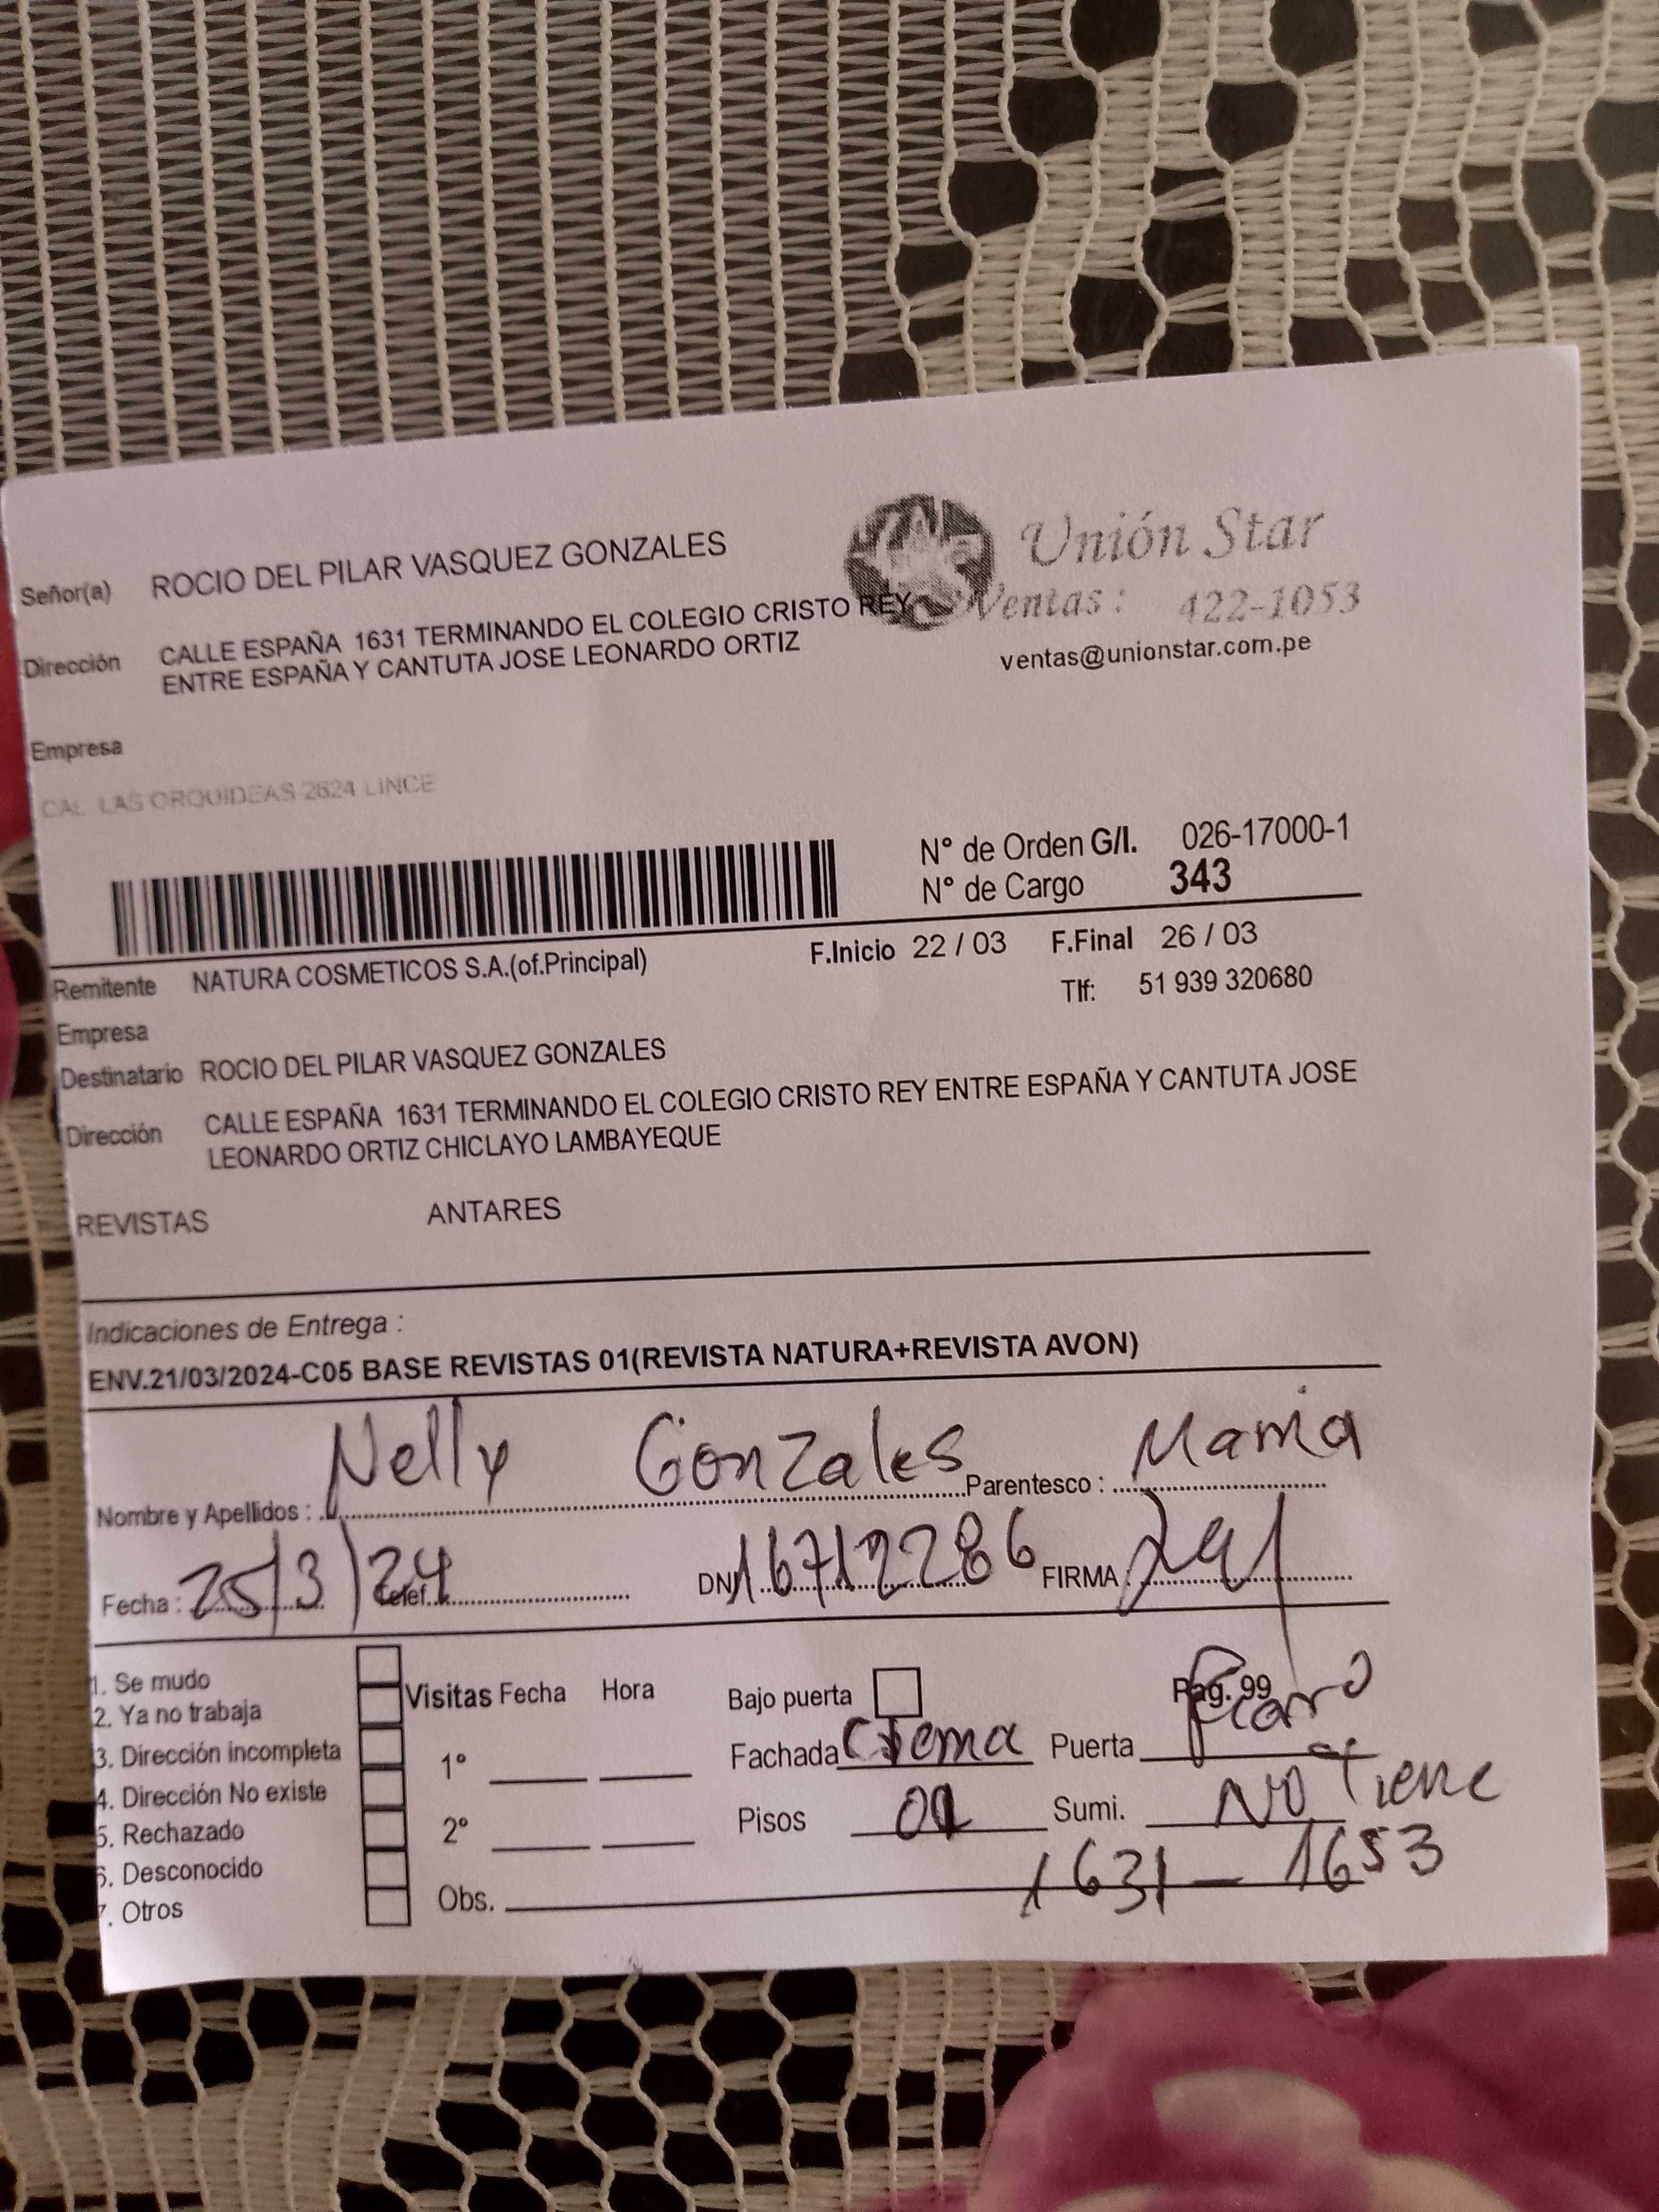 Señor(a) ROCIO DEL PILAR VASQUEZ GONZALES
Unión Star
Ventas: 422-1053
ventas@unionstar.com.pe
Dirección CALLE ESPAÑA 1631 TERMINANDO EL COLEGIO CRISTO REY
ENTRE ESPAÑA Y CANTUTA JOSE LEONARDO ORTIZ
Empresa
CAL. LAS ORQUIDEAS 2624 LINCE
N° de Orden G/I. 026-17000-1
N° de Cargo 343
Remitente NATURA COSMETICOS S.A.(of.Principal) F.Inicio 22 / 03 F.Final 26 / 03
Tlf: 51 939 320680
Empresa
Destinatario ROCIO DEL PILAR VASQUEZ GONZALES
Dirección CALLE ESPAÑA 1631 TERMINANDO EL COLEGIO CRISTO REY ENTRE ESPAÑA Y CANTUTA JOSE
LEONARDO ORTIZ CHICLAYO LAMBAYEQUE
REVISTAS ANTARES
Indicaciones de Entrega :
ENV.21/03/2024-C05 BASE REVISTAS 01(REVISTA NATURA+REVISTA AVON)
Nombre y Apellidos : Nelly Gonzales Parentesco : Mamá
Fecha : 25/3/24 Telef. DNI 16712286 FIRMA :
1. Se mudo
2. Ya no trabaja
3. Dirección incompleta
4. Dirección No existe
5. Rechazado
6. Desconocido
7. Otros
Visitas Fecha Hora
1°
2°
Obs. 1631 – 1653
Bajo puerta Pag. 99
Fachada Crema Puerta Fierro
Pisos 01 Sumi. No Tiene